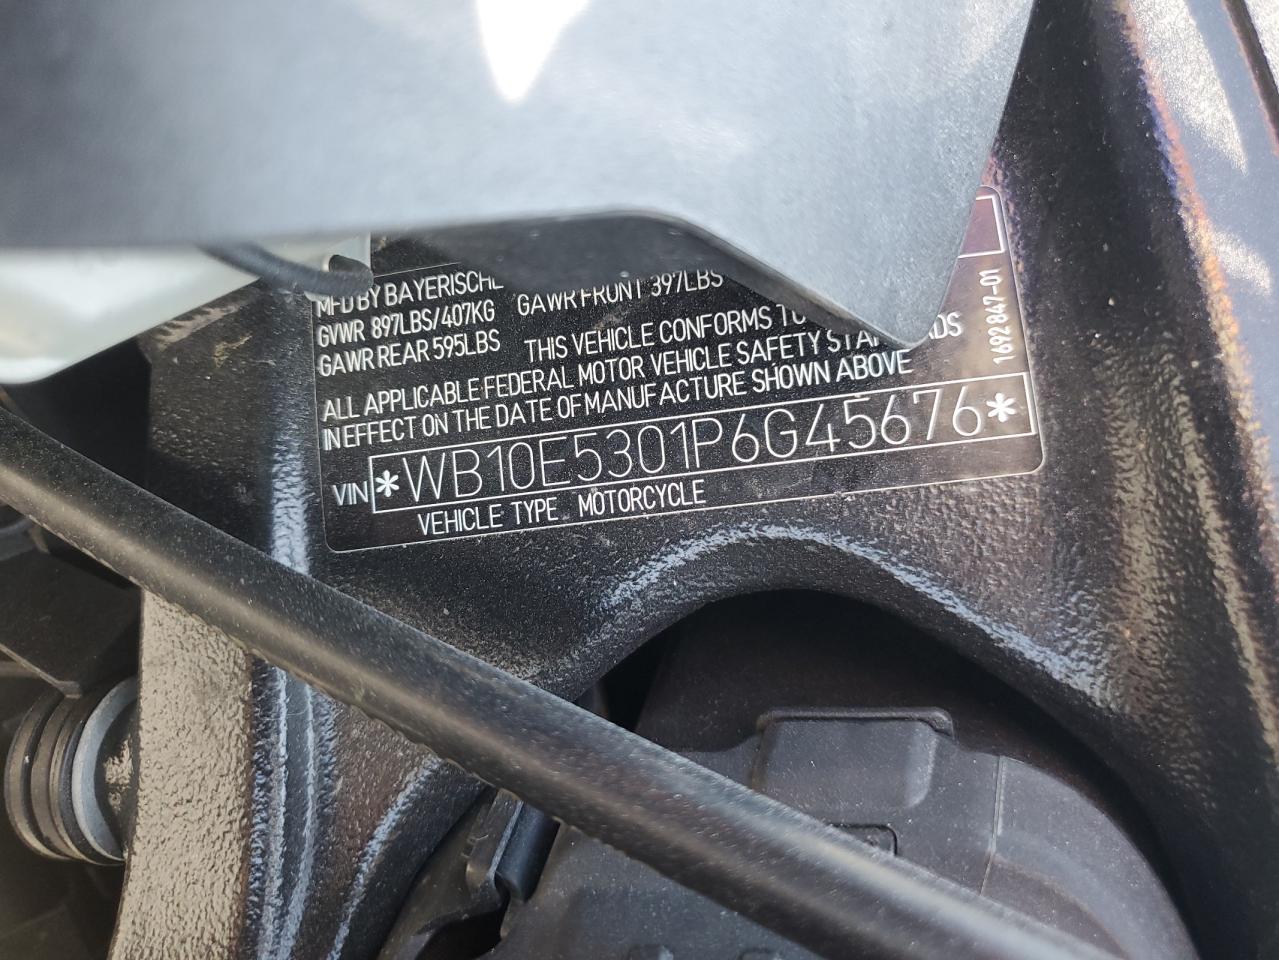 MFD BY BAYERISCHE
GVWR 897LBS/407KG GAWR FRONT 397LBS
GAWR REAR 595LBS
THIS VEHICLE CONFORMS TO
ALL APPLICABLE FEDERAL MOTOR VEHICLE SAFETY STANDARDS
IN EFFECT ON THE DATE OF MANUFACTURE SHOWN ABOVE
VIN *WB10E5301P6G45676*
VEHICLE TYPE MOTORCYCLE
1692 847-01